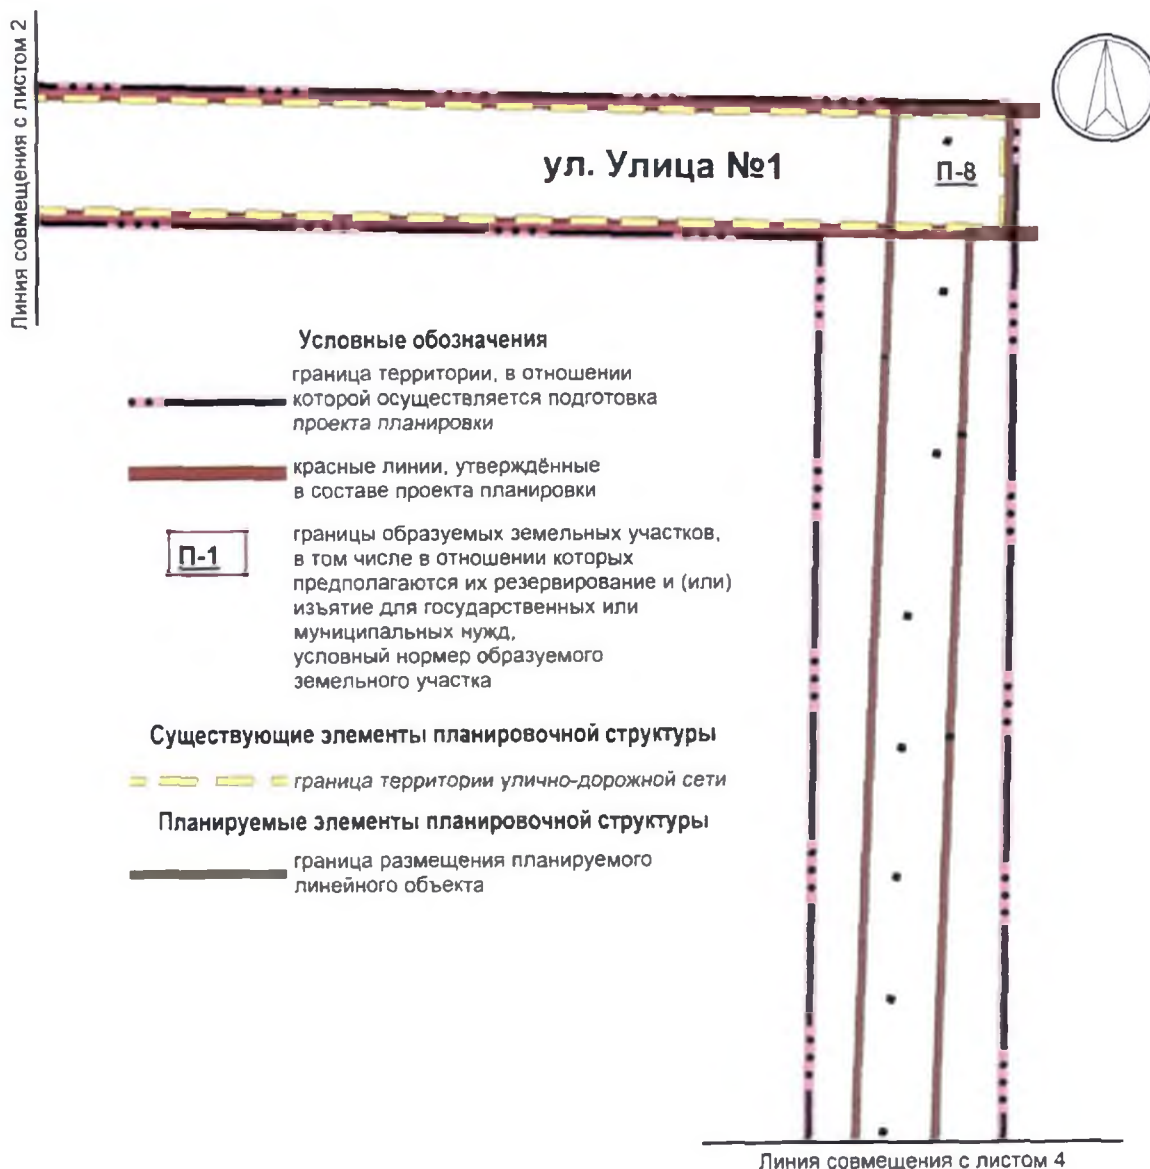 Линия совмещения с листом 2
ул. Улица №1
П-8
Условные обозначения
граница территории, в отношении
которой осуществляется подготовка
проекта планировки
красные линии, утверждённые
в составе проекта планировки
П-1
границы образуемых земельных участков,
в том числе в отношении которых
предполагаются их резервирование и (или)
изъятие для государственных или
муниципальных нужд,
условный нормер образуемого
земельного участка
Существующие элементы планировочной структуры
граница территории улично-дорожной сети
Планируемые элементы планировочной структуры
граница размещения планируемого
линейного объекта
Линия совмещения с листом 4